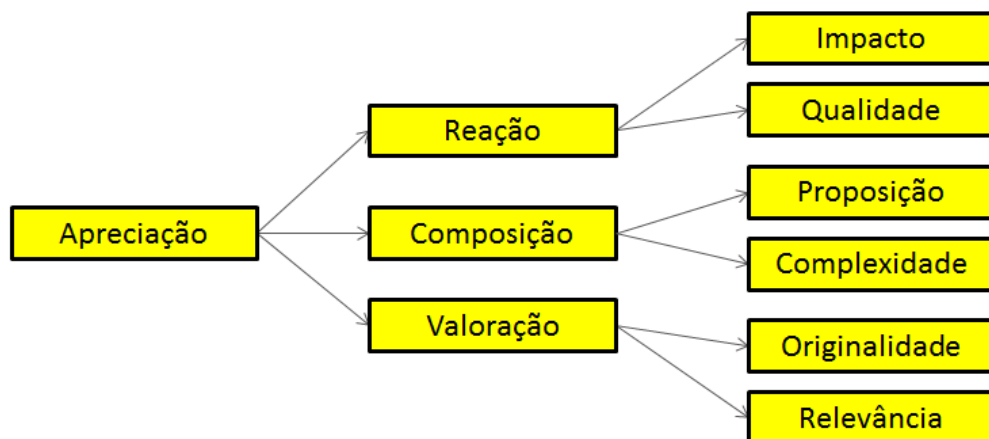 Apreciação
Reação
Composição
Valoração
Impacto
Qualidade
Proposição
Complexidade
Originalidade
Relevância